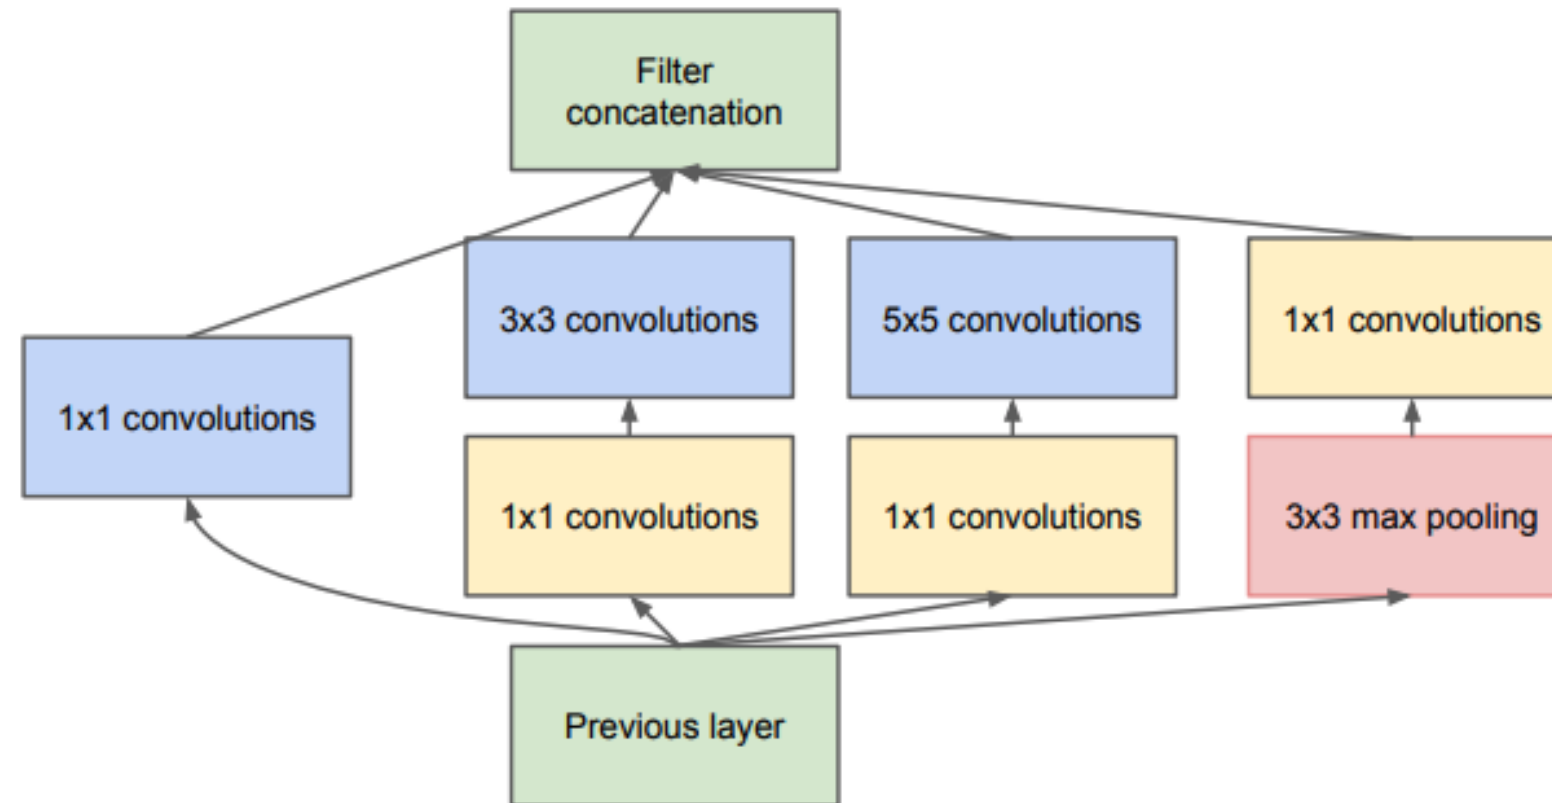 Filter
concatenation
3x3 convolutions
5x5 convolutions
1x1 convolutions
1x1 convolutions
1x1 convolutions
1x1 convolutions
3x3 max pooling
Previous layer